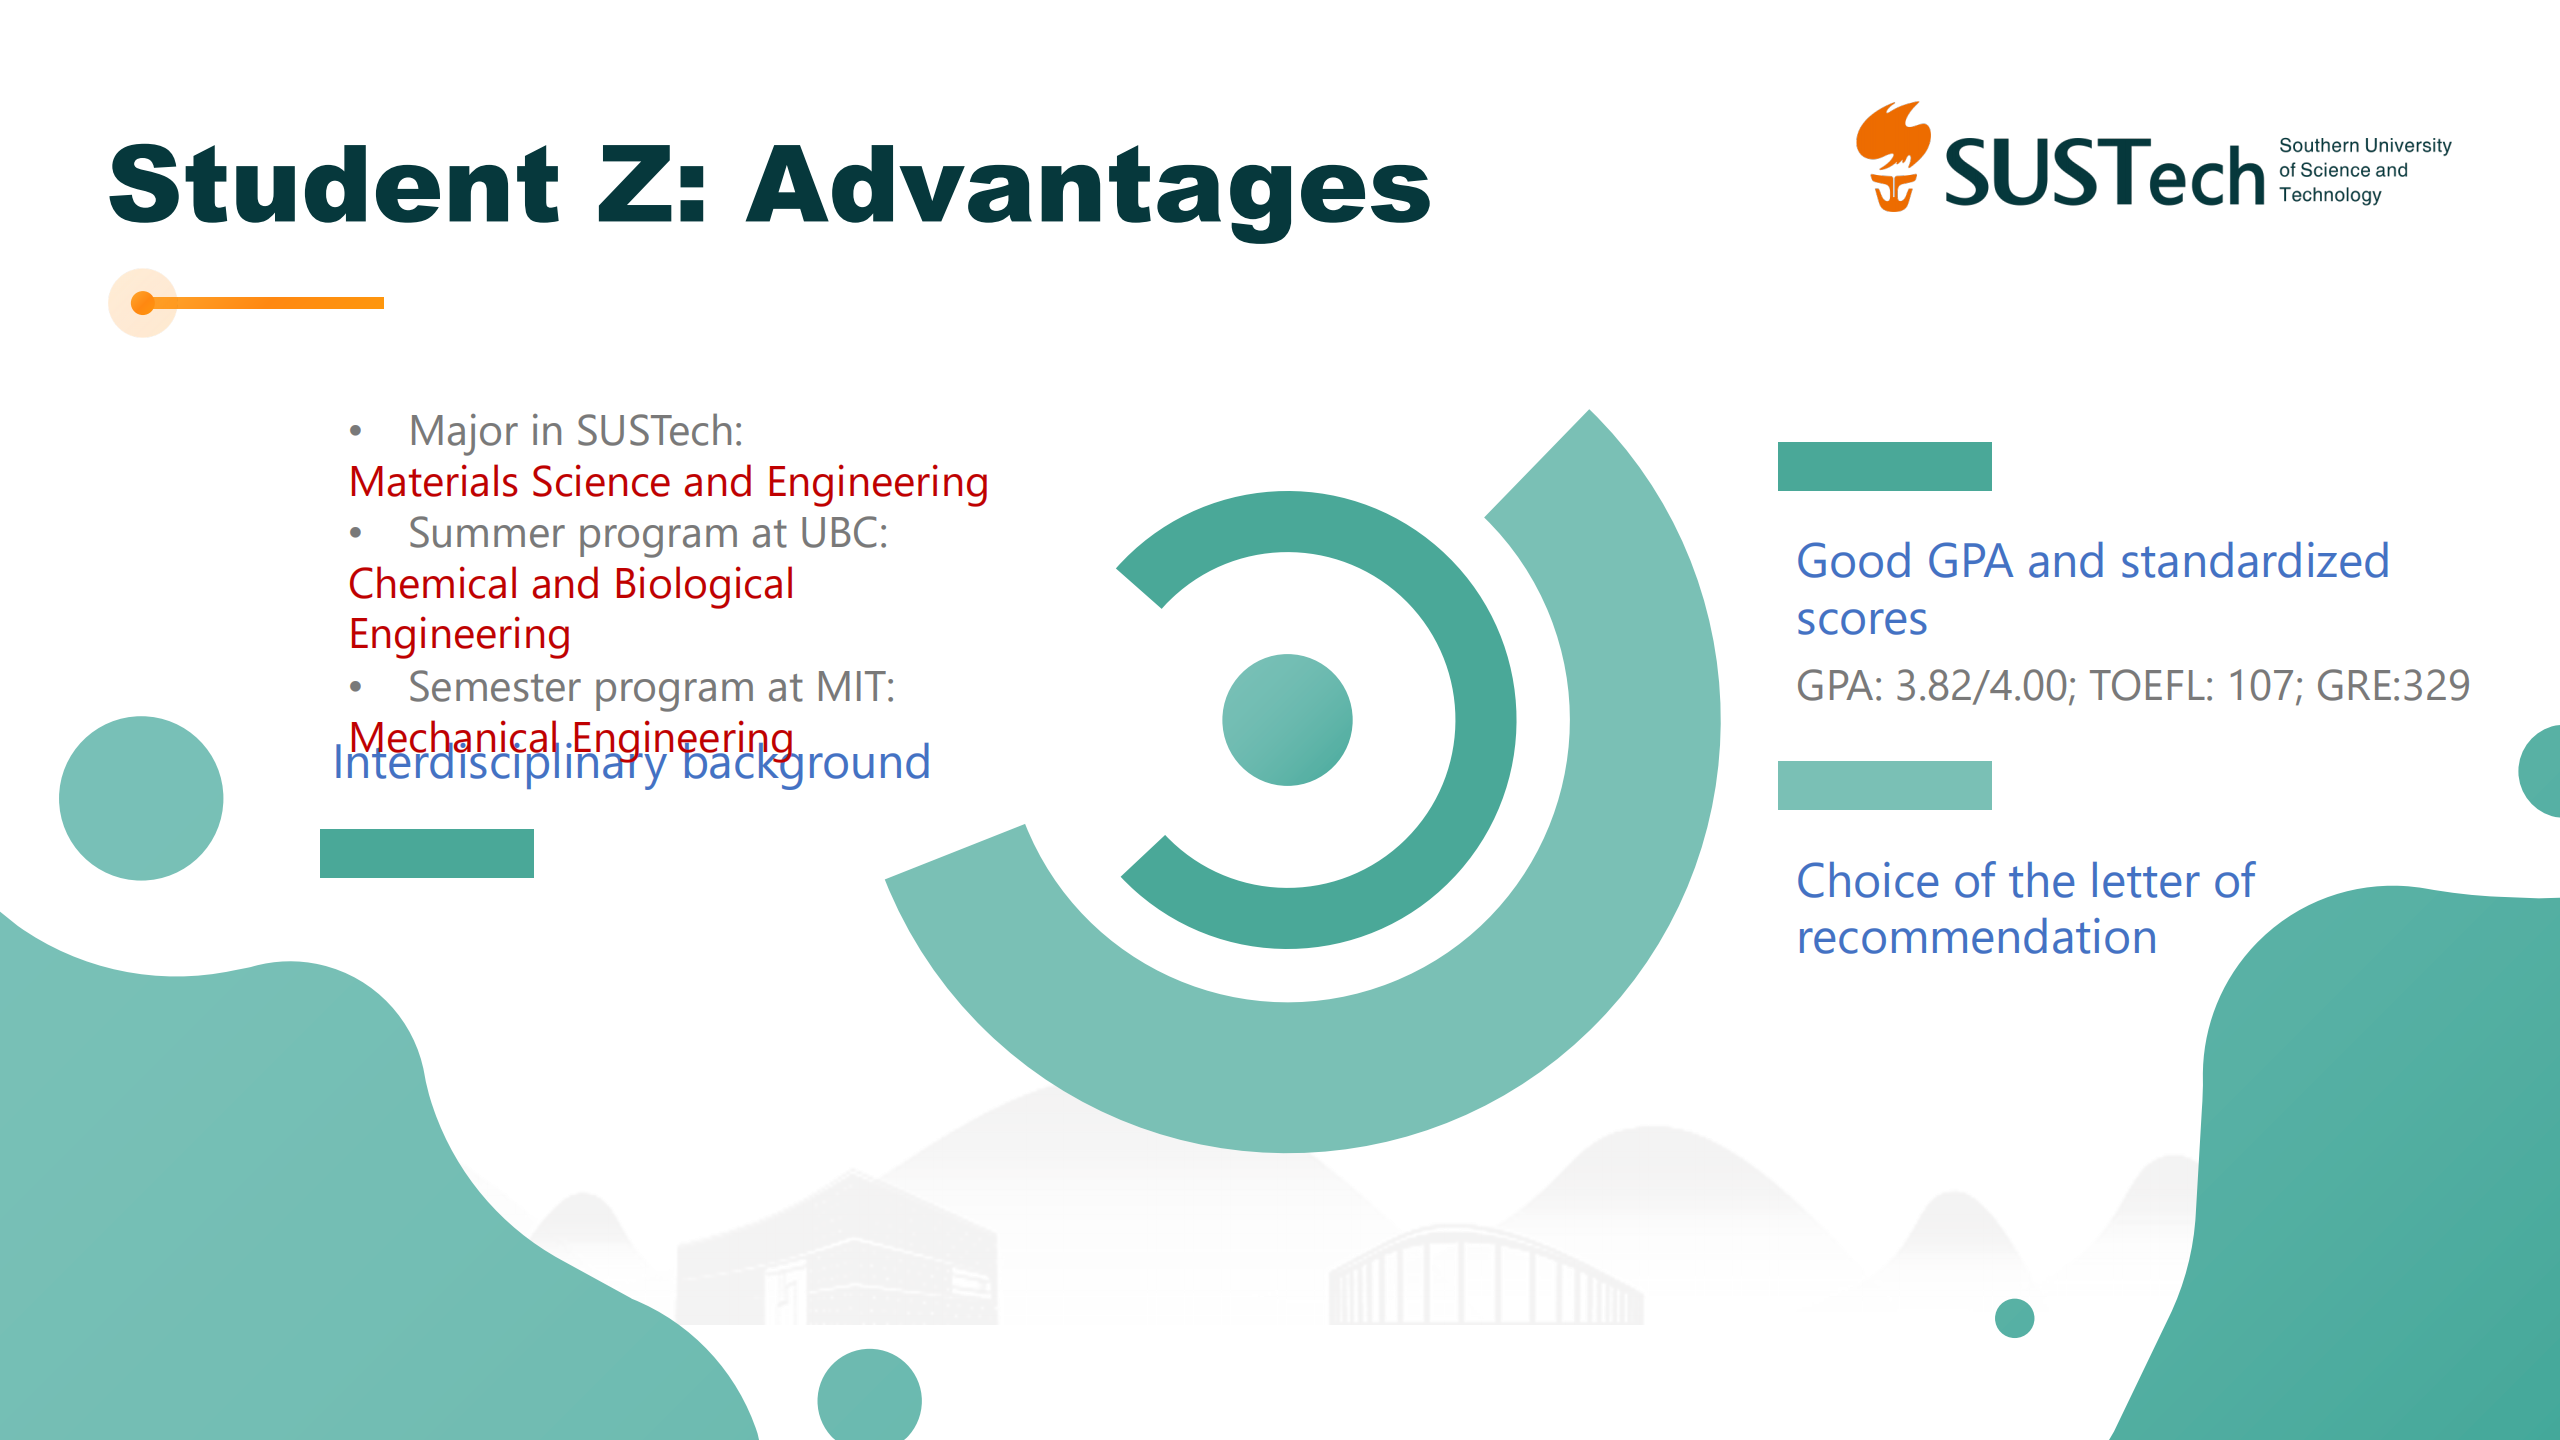 Student Z: Advantages
SUSTech
Southern University
of Science and
Technology
• Major in SUSTech:
Materials Science and Engineering
• Summer program at UBC:
Chemical and Biological
Engineering
• Semester program at MIT:
Mechanical Engineering
Interdisciplinary background
Good GPA and standardized
scores
GPA: 3.82/4.00; TOEFL: 107; GRE:329
Choice of the letter of
recommendation